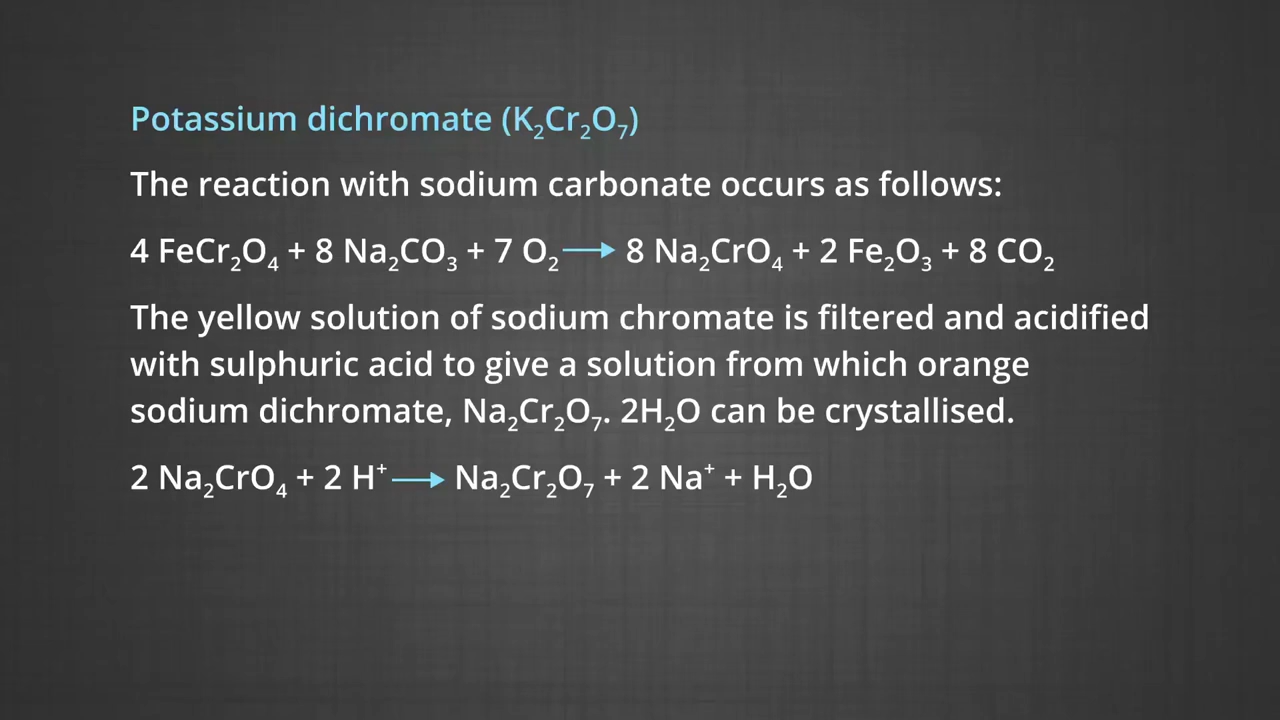 Potassium dichromate (K₂Cr₂O₇)
The reaction with sodium carbonate occurs as follows:
4 FeCr₂O₄ + 8 Na₂CO₃ + 7 O₂ → 8 Na₂CrO₄ + 2 Fe₂O₃ + 8 CO₂
The yellow solution of sodium chromate is filtered and acidified
with sulphuric acid to give a solution from which orange
sodium dichromate, Na₂Cr₂O₇. 2H₂O can be crystallised.
2 Na₂CrO₄ + 2 H⁺ → Na₂Cr₂O₇ + 2 Na⁺ + H₂O